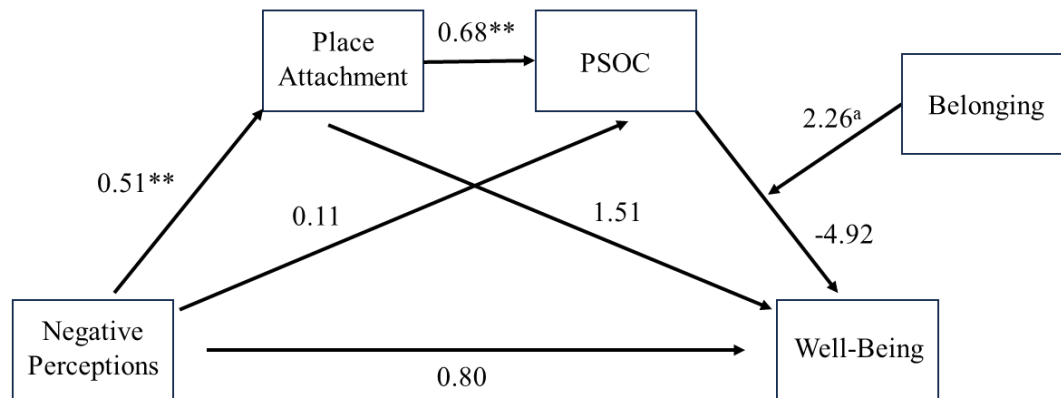 Place
Attachment
0.68**
PSOC
Belonging
2.26ᵃ
0.51**
0.11
1.51
-4.92
Negative
Perceptions
0.80
Well-Being